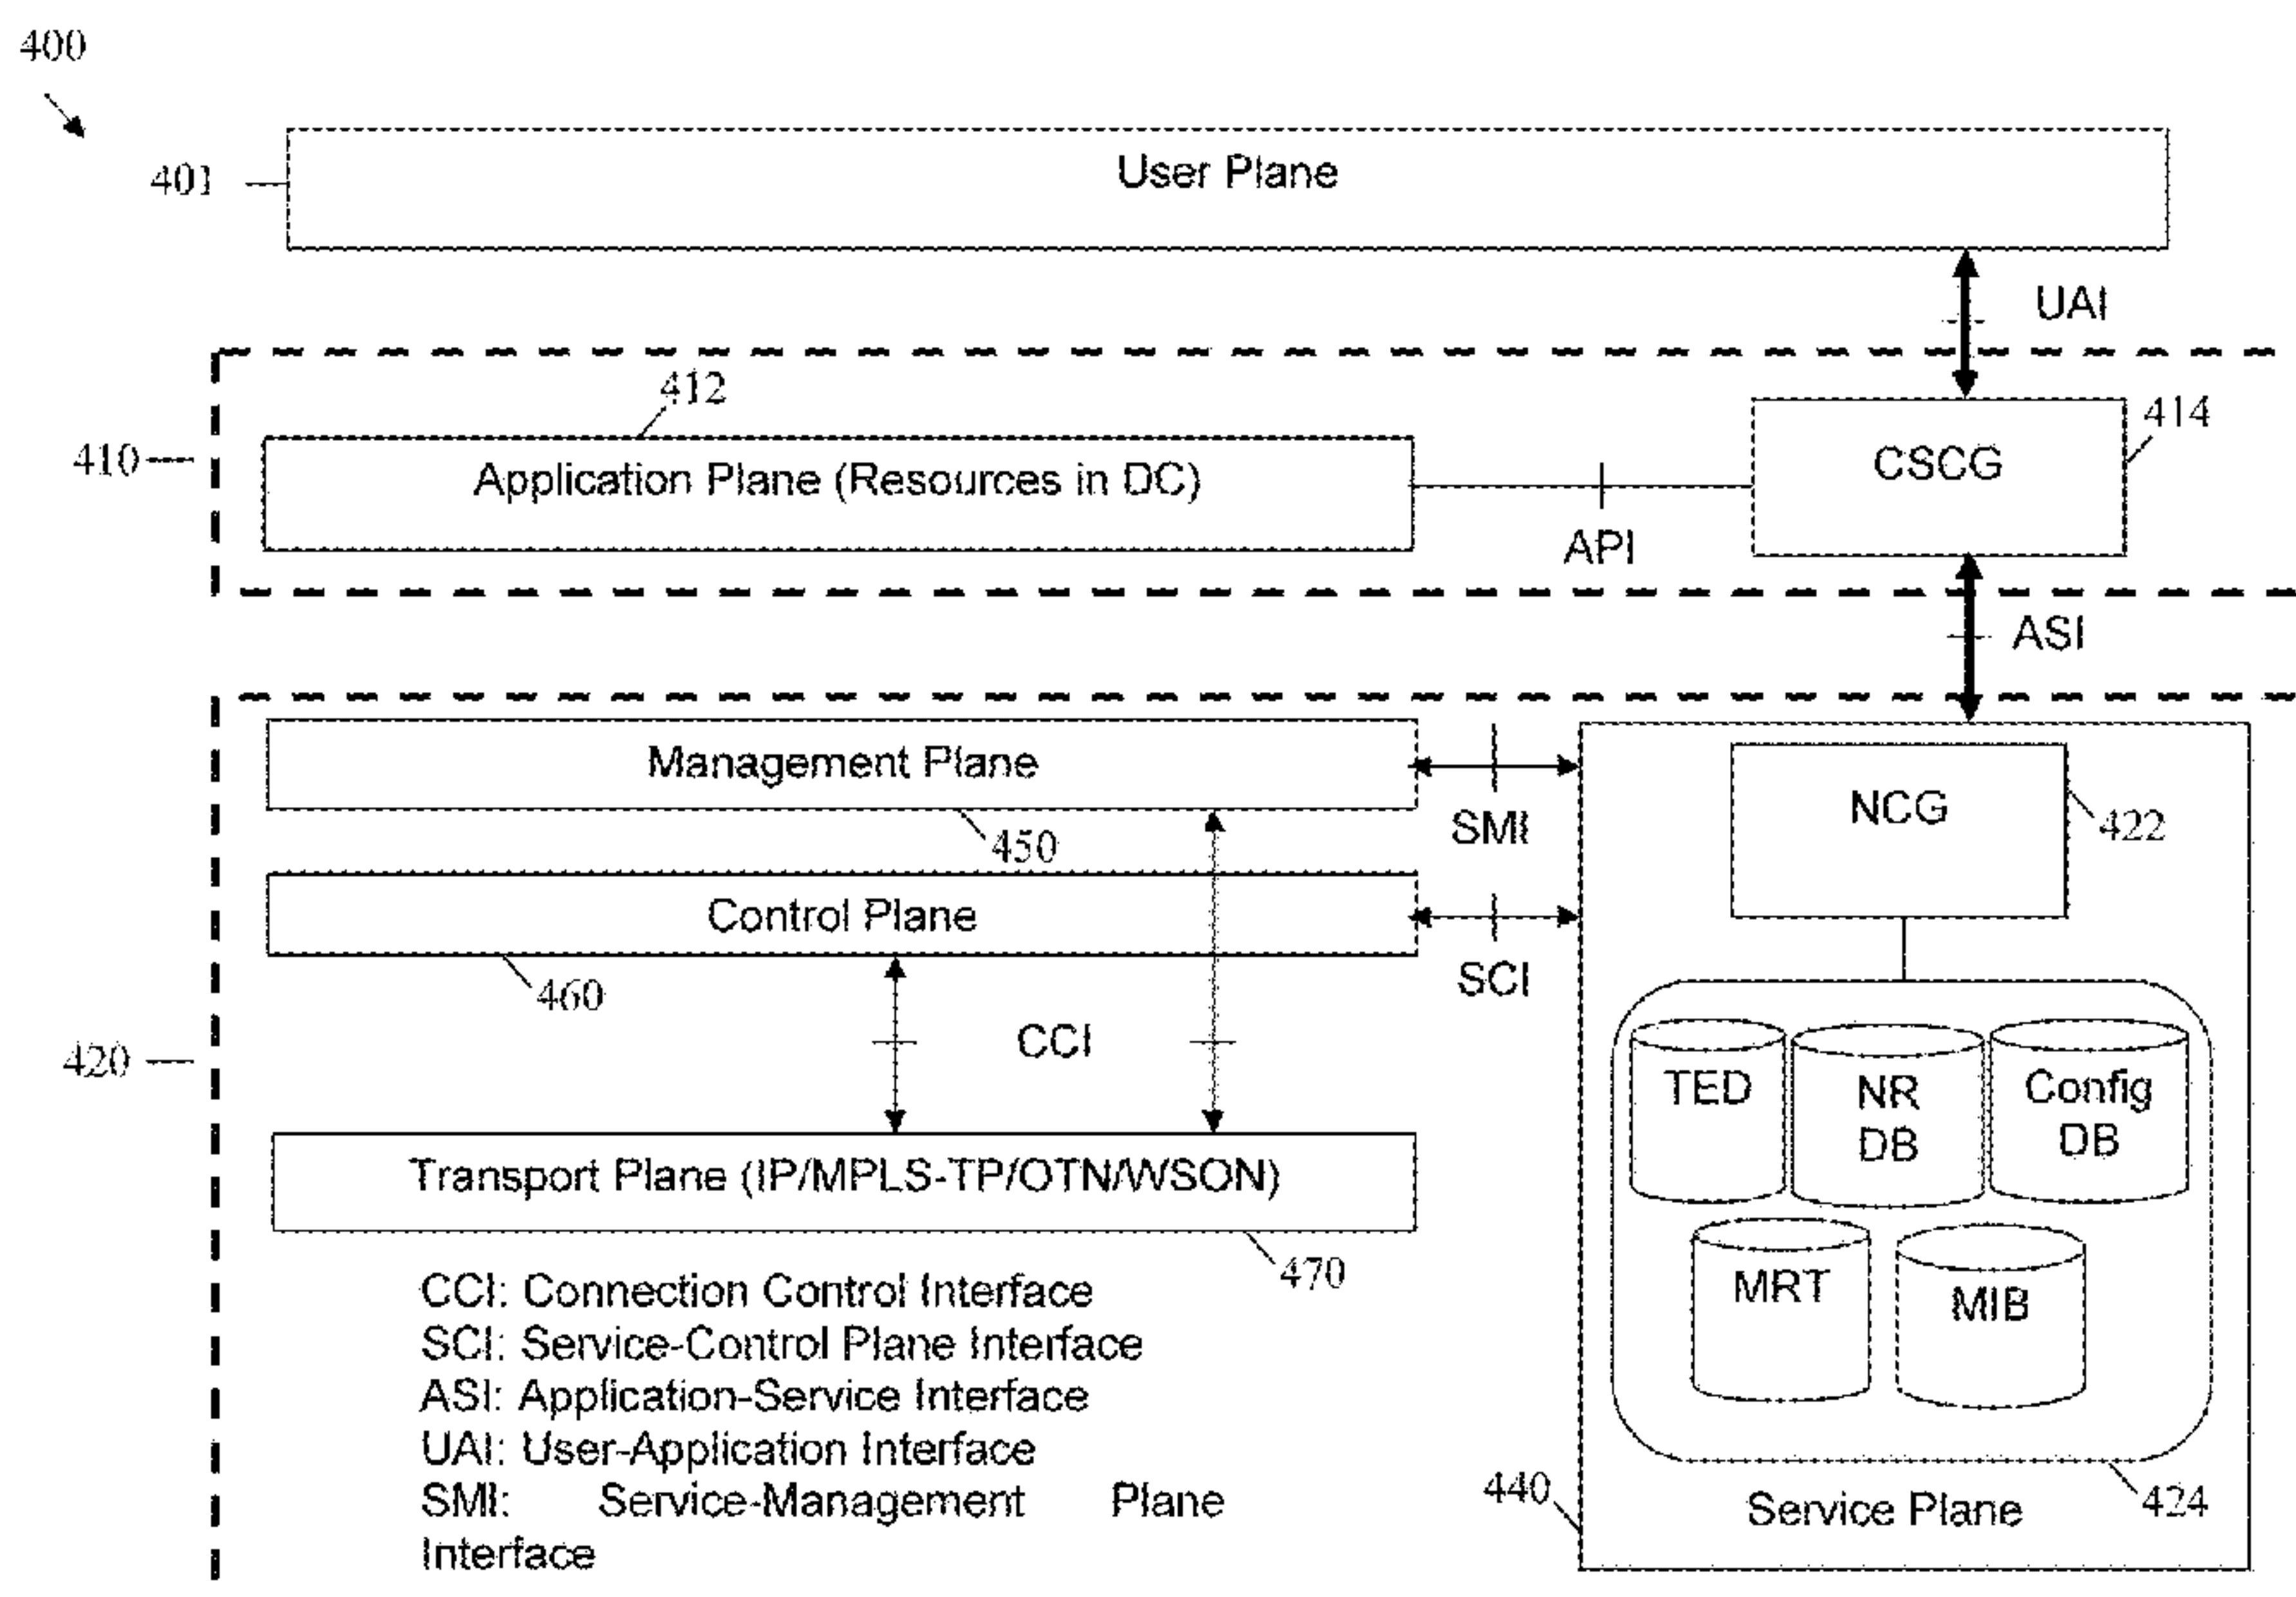 400
401
User Plane
UAI
412
414
410
Application Plane (Resources in DC)
CSCG
API
ASI
Management Plane
SMI
NCG
422
450
Control Plane
SCI
460
CCI
420
TED
NR
DB
Config
DB
Transport Plane (IP/MPLS-TP/OTN/WSON)
470
MRT
MIB
CCI: Connection Control Interface
SCI: Service-Control Plane Interface
ASI: Application-Service Interface
UAI: User-Application Interface
SMI: Service-Management Plane
Interface
440
Service Plane
424